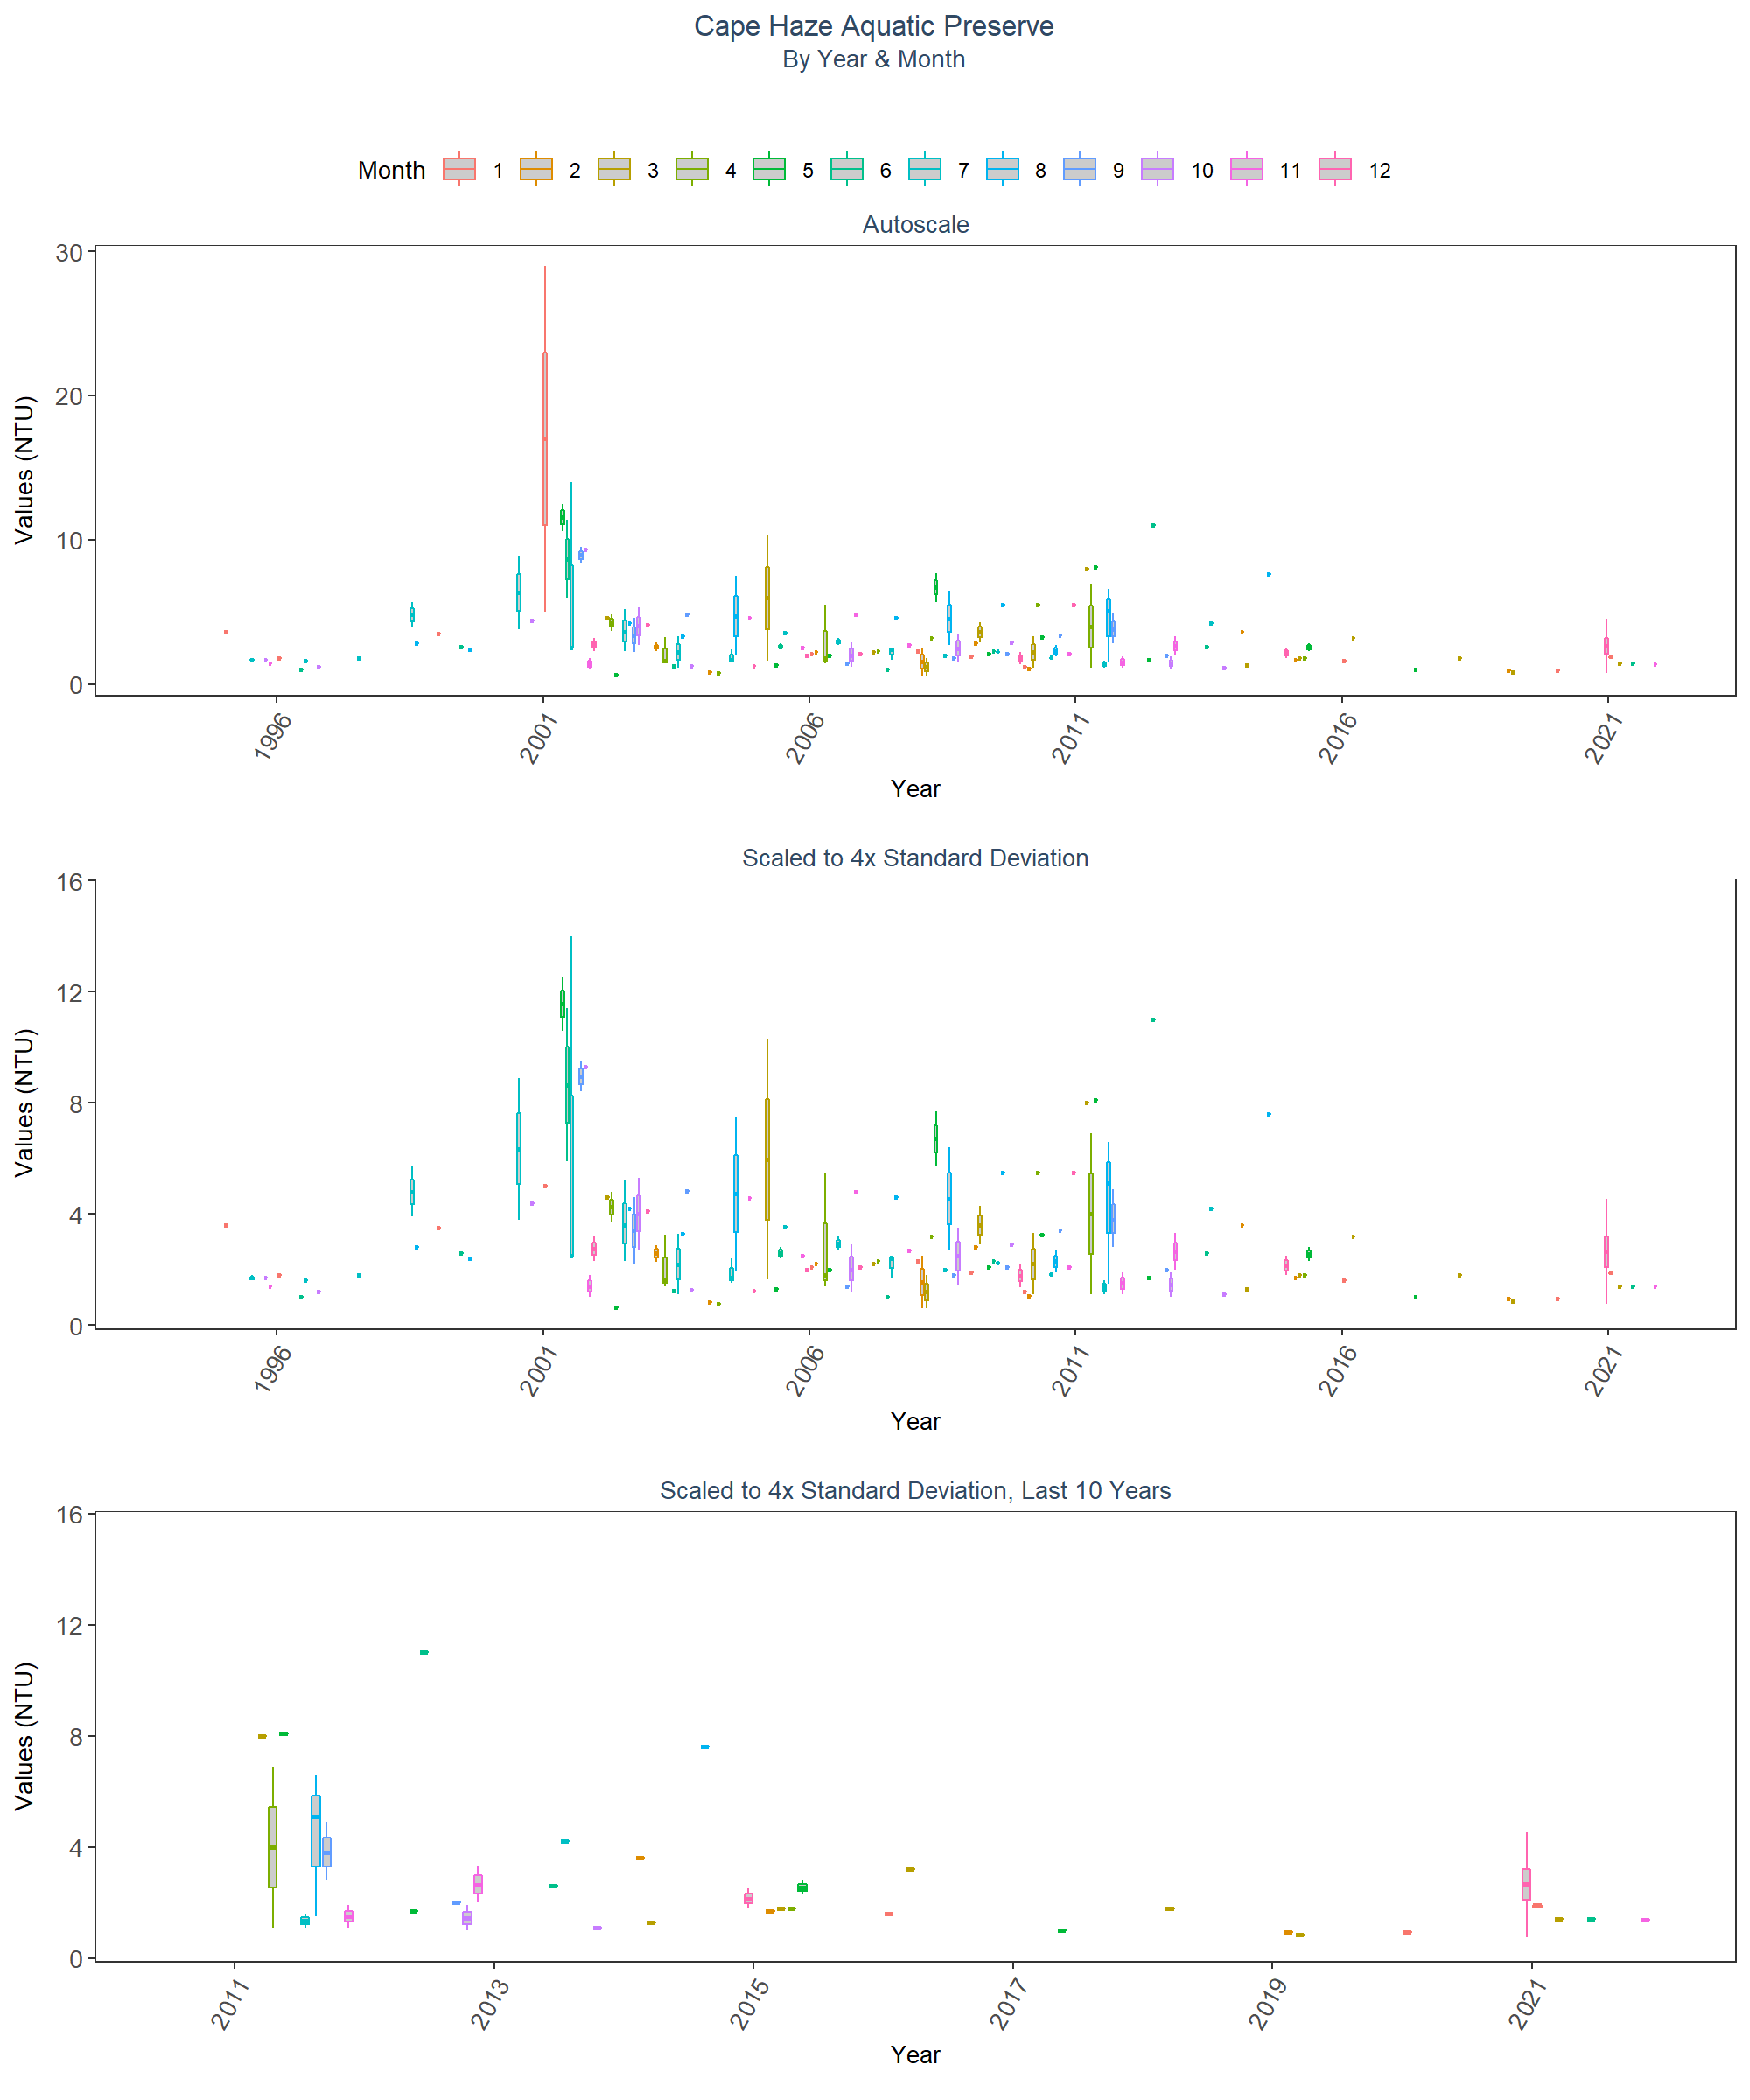 Cape Haze Aquatic Preserve
By Year & Month
Month 1 2 3 4 5 6 7 8 9 10 11 12
Autoscale
Values (NTU)
30
20
10
0
1996 2001 2006 2011 2016 2021
Year
Scaled to 4x Standard Deviation
Values (NTU)
16
12
8
4
0
1996 2001 2006 2011 2016 2021
Year
Scaled to 4x Standard Deviation, Last 10 Years
Values (NTU)
16
12
8
4
0
2011 2013 2015 2017 2019 2021
Year